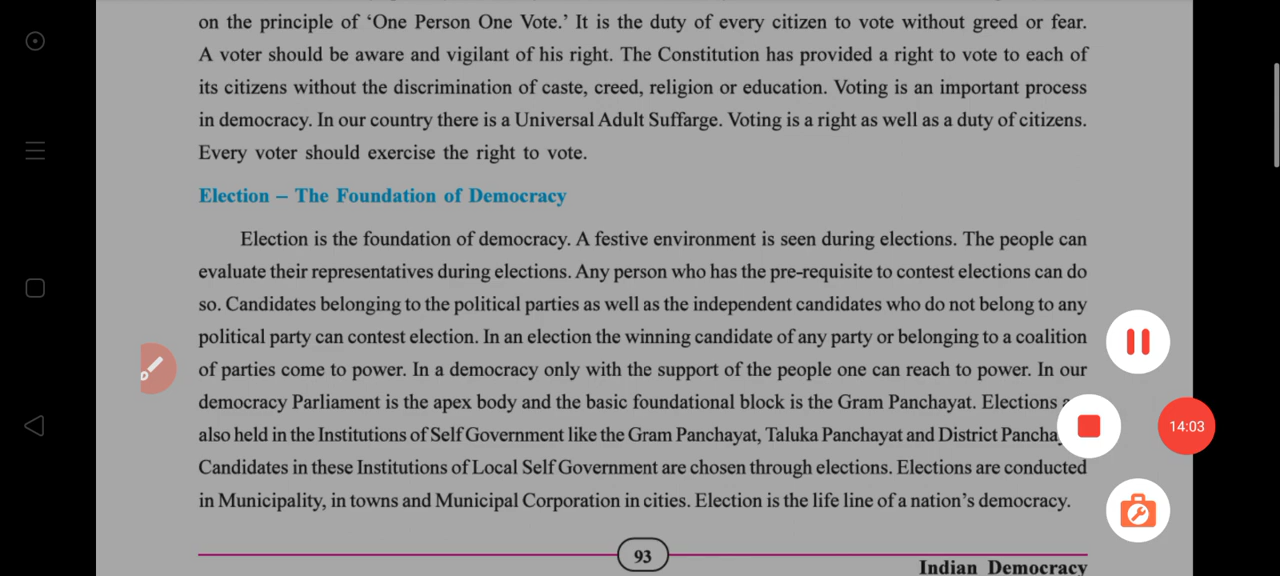 on the principle of ‘One Person One Vote.’ It is the duty of every citizen to vote without greed or fear.
A voter should be aware and vigilant of his right. The Constitution has provided a right to vote to each of
its citizens without the discrimination of caste, creed, religion or education. Voting is an important process
in democracy. In our country there is a Universal Adult Suffarge. Voting is a right as well as a duty of citizens.
Every voter should exercise the right to vote.
Election – The Foundation of Democracy
Election is the foundation of democracy. A festive environment is seen during elections. The people can
evaluate their representatives during elections. Any person who has the pre-requisite to contest elections can do
so. Candidates belonging to the political parties as well as the independent candidates who do not belong to any
political party can contest election. In an election the winning candidate of any party or belonging to a coalition
of parties come to power. In a democracy only with the support of the people one can reach to power. In our
democracy Parliament is the apex body and the basic foundational block is the Gram Panchayat. Elections
also held in the Institutions of Self Government like the Gram Panchayat, Taluka Panchayat and District
Candidates in these Institutions of Local Self Government are chosen through elections. Elections are conducted
in Municipality, in towns and Municipal Corporation in cities. Election is the life line of a nation’s democracy.
93
Indian Democracy
14:03